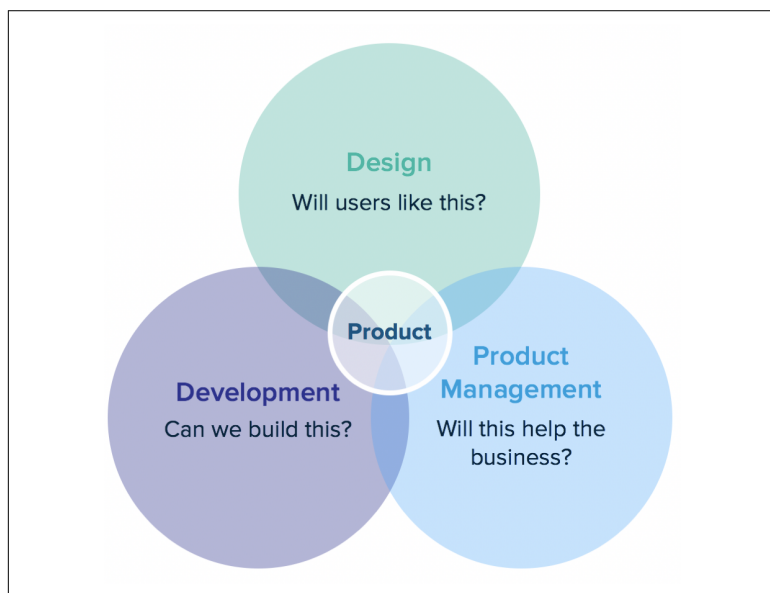 Design
Will users like this?
Product
Development
Can we build this?
Product
Management
Will this help the
business?